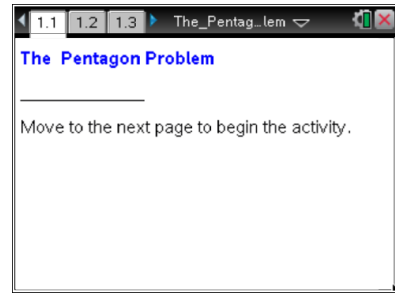 1.1 1.2 1.3 The_Pentag...lem
The Pentagon Problem
Move to the next page to begin the activity.